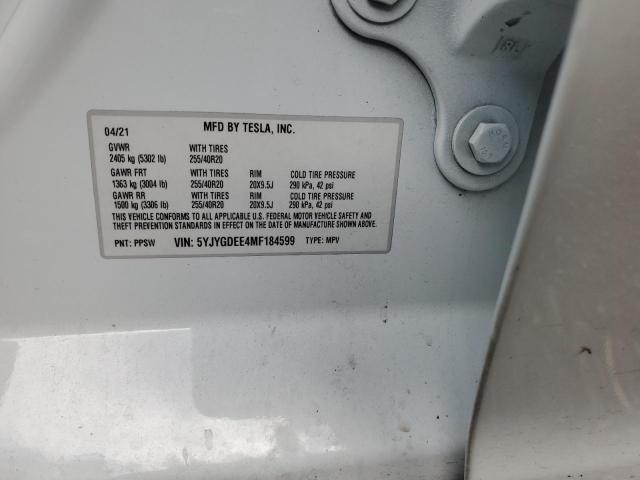 04/21 MFD BY TESLA, INC.
GVWR WITH TIRES
2405 kg (5302 lb) 255/40R20
GAWR FRT WITH TIRES RIM COLD TIRE PRESSURE
1363 kg (3004 lb) 255/40R20 20X9.5J 290 kPa, 42 psi
GAWR RR WITH TIRES RIM COLD TIRE PRESSURE
1500 kg (3306 lb) 255/40R20 20X9.5J 290 kPa, 42 psi
THIS VEHICLE CONFORMS TO ALL APPLICABLE U.S. FEDERAL MOTOR VEHICLE SAFETY AND
THEFT PREVENTION STANDARDS IN EFFECT ON THE DATE OF MANUFACTURE SHOWN ABOVE.
PNT: PPSW VIN: 5YJYGDEE4MF184599 TYPE: MPV